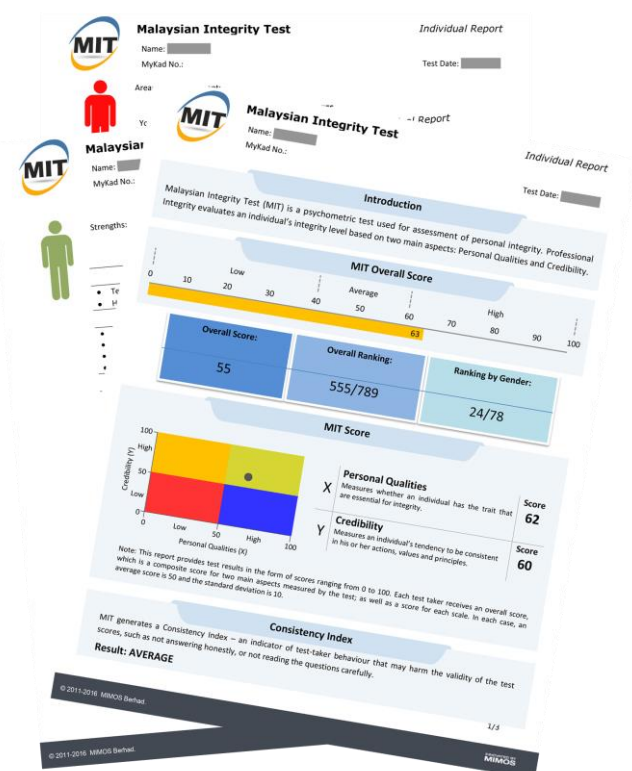 MIT
Malaysian Integrity Test
Individual Report
Name:
MyKad No.:
Test Date:
Area
Yo
MIT
Malaysia
Name:
MyKad No.:
Strengths:
• Te
• H
MIT
Malaysian Integrity Test
Individual Report
Name:
MyKad No.:
Test Date:
Introduction
Malaysian Integrity Test (MIT) is a psychometric test used for assessment of personal integrity. Professional
Integrity evaluates an individual's integrity level based on two main aspects: Personal Qualities and Credibility.
MIT Overall Score
Low Average High
0 10 20 30 40 50 60 70 80 90 100
63
Overall Score: Overall Ranking: Ranking by Gender:
55 555/789 24/78
MIT Score
Credibility (Y)
100
High
50
Low
0
0 Low 50 High 100
Personal Qualities (X)
X Personal Qualities
Measures whether an individual has the trait that
are essential for integrity.
Score
62
Y Credibility
Measures an individual's tendency to be consistent
in his or her actions, values and principles.
Score
60
Note: This report provides test results in the form of scores ranging from 0 to 100. Each test taker receives an overall score,
which is a composite score for two main aspects measured by the test; as well as a score for each scale. In each case, an
average score is 50 and the standard deviation is 10.
Consistency Index
MIT generates a Consistency Index – an indicator of test-taker behaviour that may harm the validity of the test
scores, such as not answering honestly, or not reading the questions carefully.
Result: AVERAGE
1/3
© 2011-2016 MIMOS Berhad.
MIMOS
© 2011-2016 MIMOS Berhad.